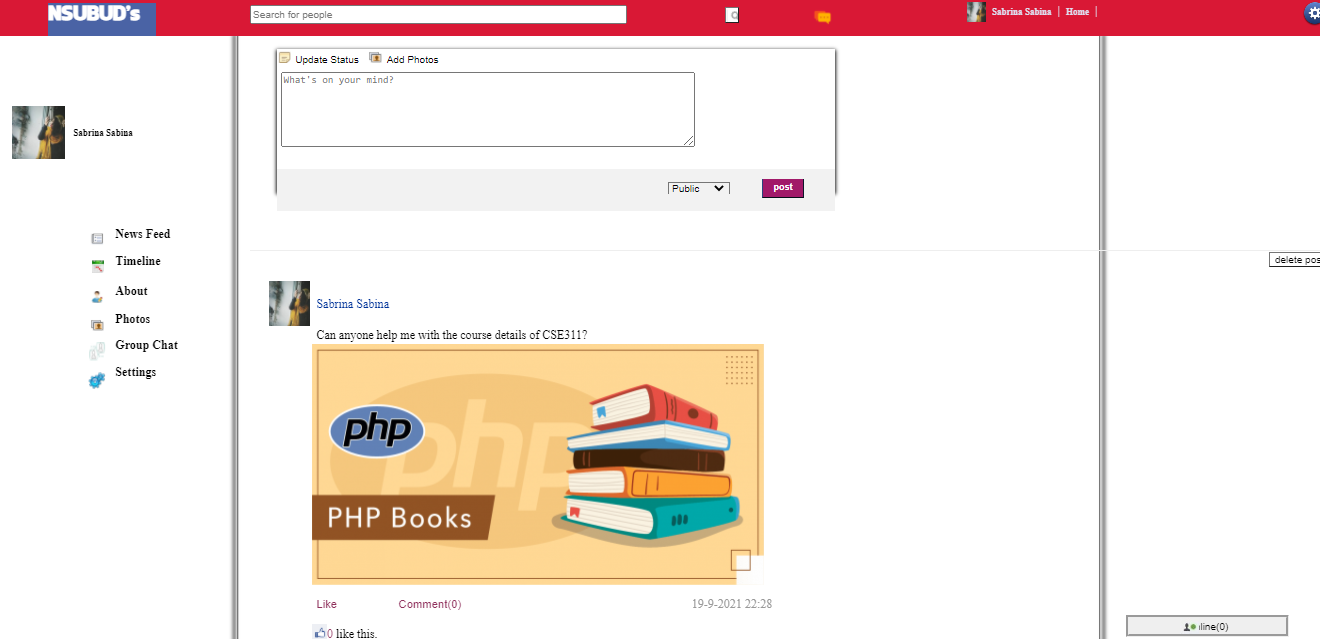 NSUBUD's
Search for people
Sabrina Sabina | Home |
Update Status Add Photos
What's on your mind?
Sabrina Sabina
Public post
News Feed
Timeline
About
Photos
Group Chat
Settings
delete pos
Sabrina Sabina
Can anyone help me with the course details of CSE311?
php
php
PHP Books
Like Comment(0) 19-9-2021 22:28
0 like this.
line(0)